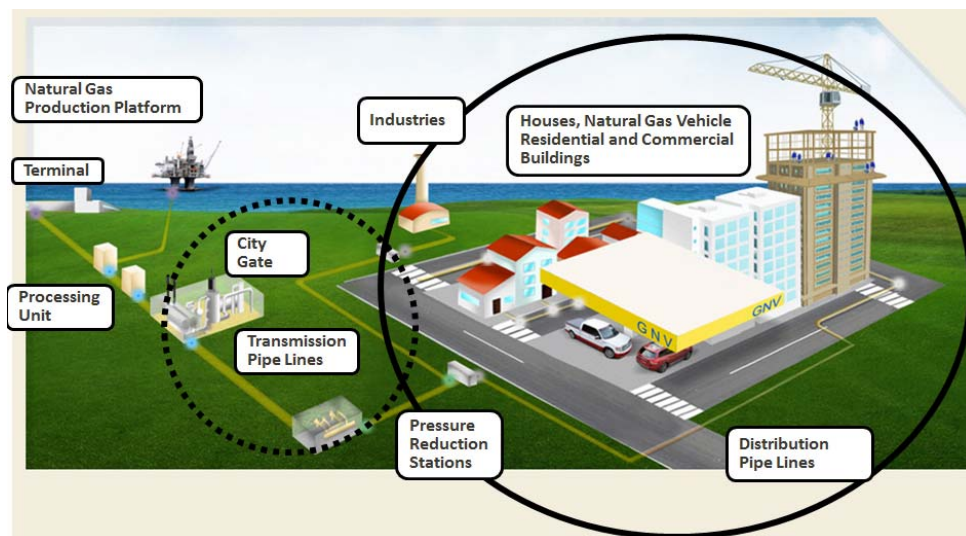 Natural Gas
Production Platform
Industries
Houses, Natural Gas Vehicle
Residential and Commercial
Buildings
Terminal
City
Gate
Processing
Unit
Transmission
Pipe Lines
GNV
GNV
Pressure
Reduction
Stations
Distribution
Pipe Lines